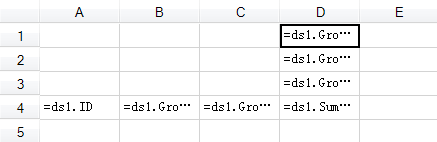 A B C D E
1 =ds1.Gro…
2 =ds1.Gro…
3 =ds1.Gro…
4 =ds1.ID =ds1.Gro… =ds1.Gro… =ds1.Sum…
5